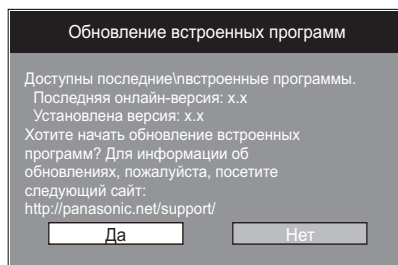 Обновление встроенных программ
Доступны последние\nвстроенные программы.
Последняя онлайн-версия: x.x
Установлена версия: x.x
Хотите начать обновление встроенных
программ? Для информации об
обновлениях, пожалуйста, посетите
следующий сайт:
http://panasonic.net/support/
Да
Нет